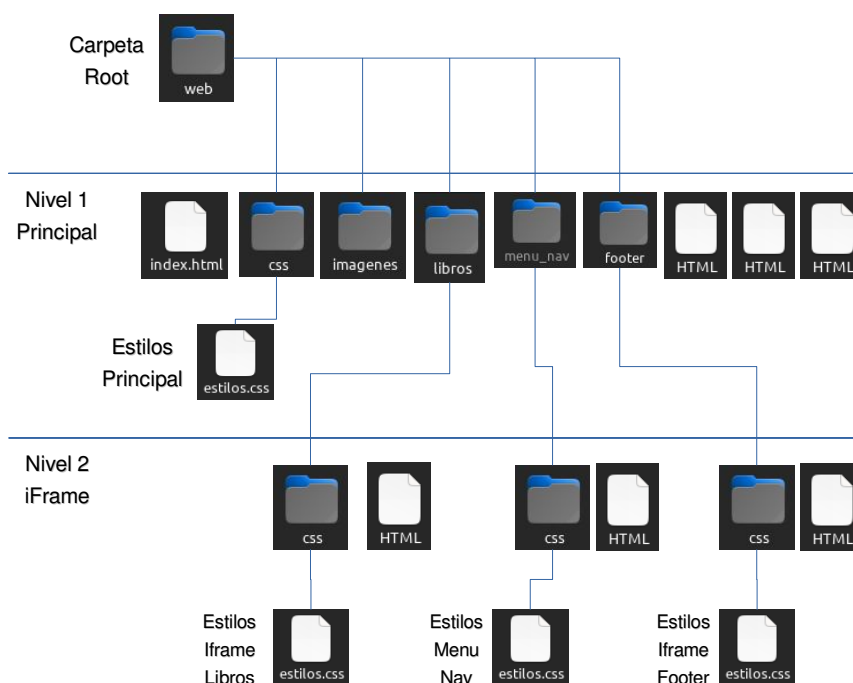 Carpeta
Root
web
Nivel 1
Principal
index.html
css
imagenes
libros
menu_nav
footer
HTML
HTML
HTML
Estilos
Principal
estilos.css
Nivel 2
iFrame
css
HTML
css
HTML
css
HTML
Estilos
Iframe
Libros
estilos.css
Estilos
Menu
Nav
estilos.css
Estilos
Iframe
Footer
estilos.css